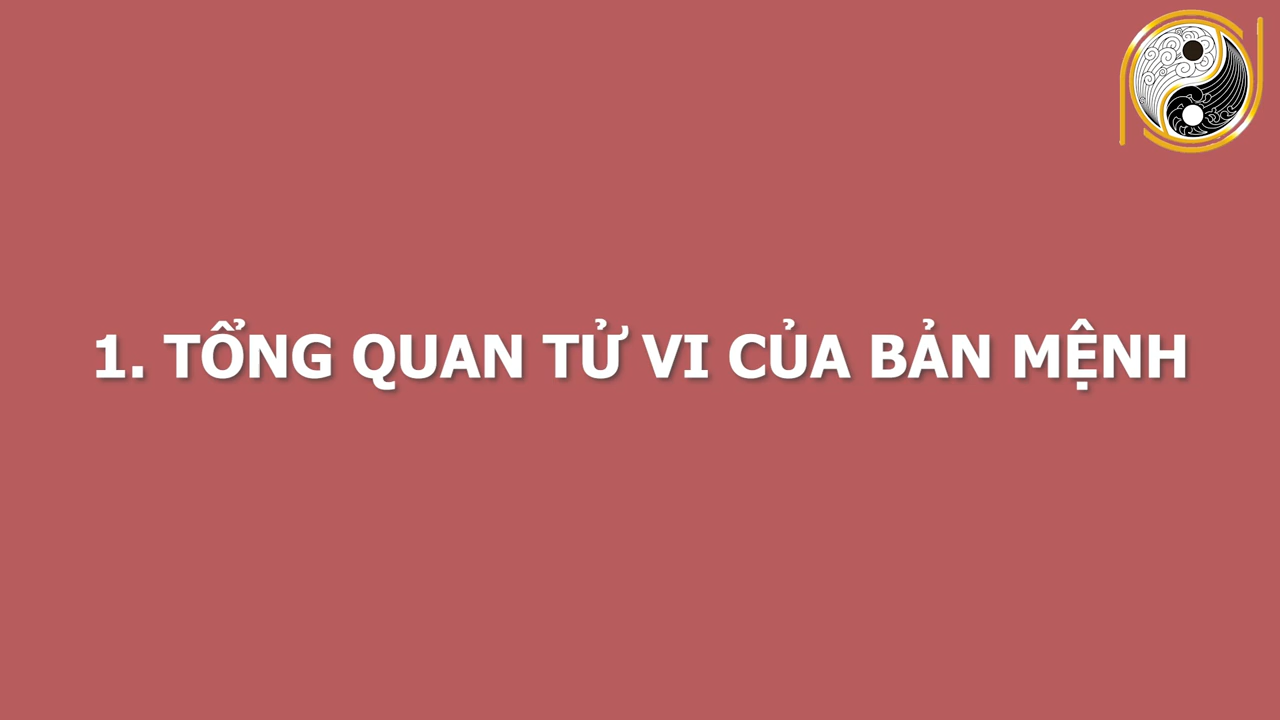 1. TỔNG QUAN TỬ VI CỦA BẢN MỆNH